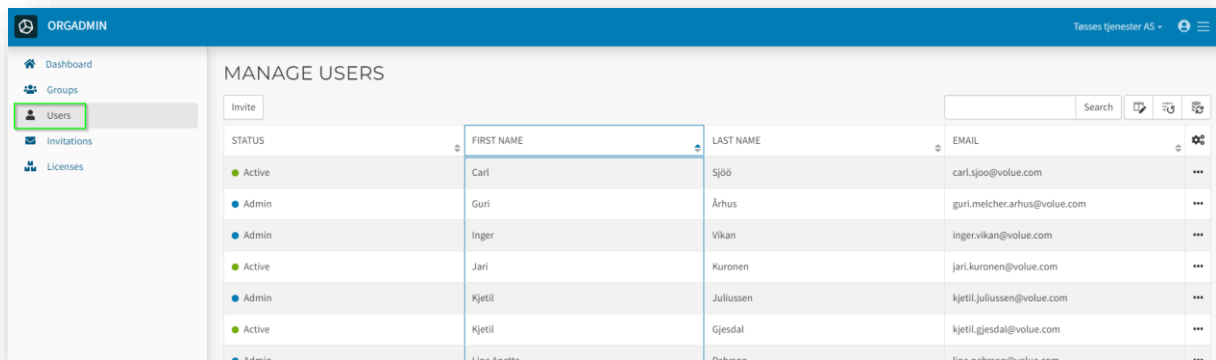 ORGADMIN
Tøsses tjenester AS
Dashboard
Groups
Users
Invitations
Licenses
MANAGE USERS
Invite
Search
STATUS FIRST NAME LAST NAME EMAIL
Active Carl Sjöö carl.sjoo@volue.com
Admin Guri Århus guri.melcher.arhus@volue.com
Admin Inger Vikan inger.vikan@volue.com
Active Jari Kuronen jari.kuronen@volue.com
Admin Kjetil Juliussen kjetil.juliussen@volue.com
Active Kjetil Gjesdal kjetil.gjesdal@volue.com
Admin